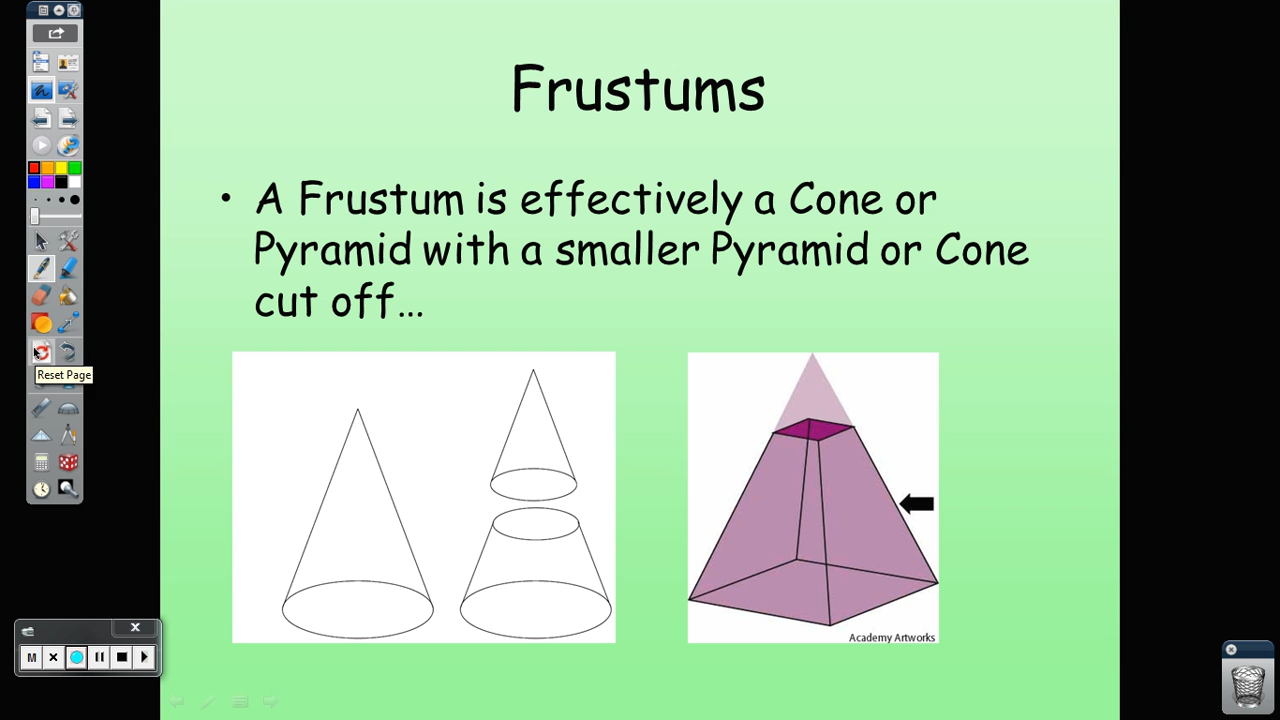 Frustums
• A Frustum is effectively a Cone or
Pyramid with a smaller Pyramid or Cone
cut off...
Reset Page
Academy Artworks
M